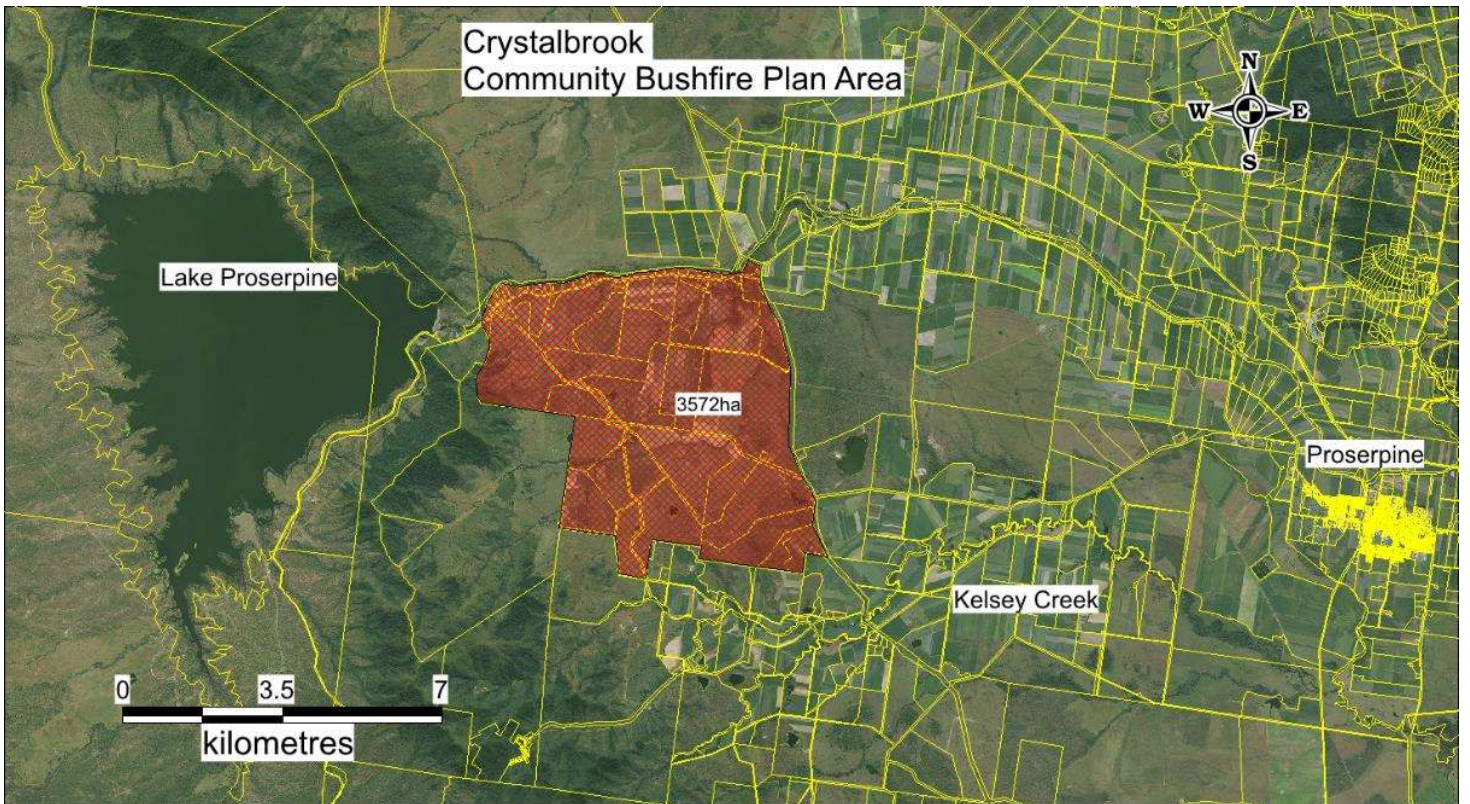 Crystalbrook
Community Bushfire Plan Area
N
W E
S
Lake Proserpine
3572ha
Proserpine
Kelsey Creek
0 3.5 7
kilometres